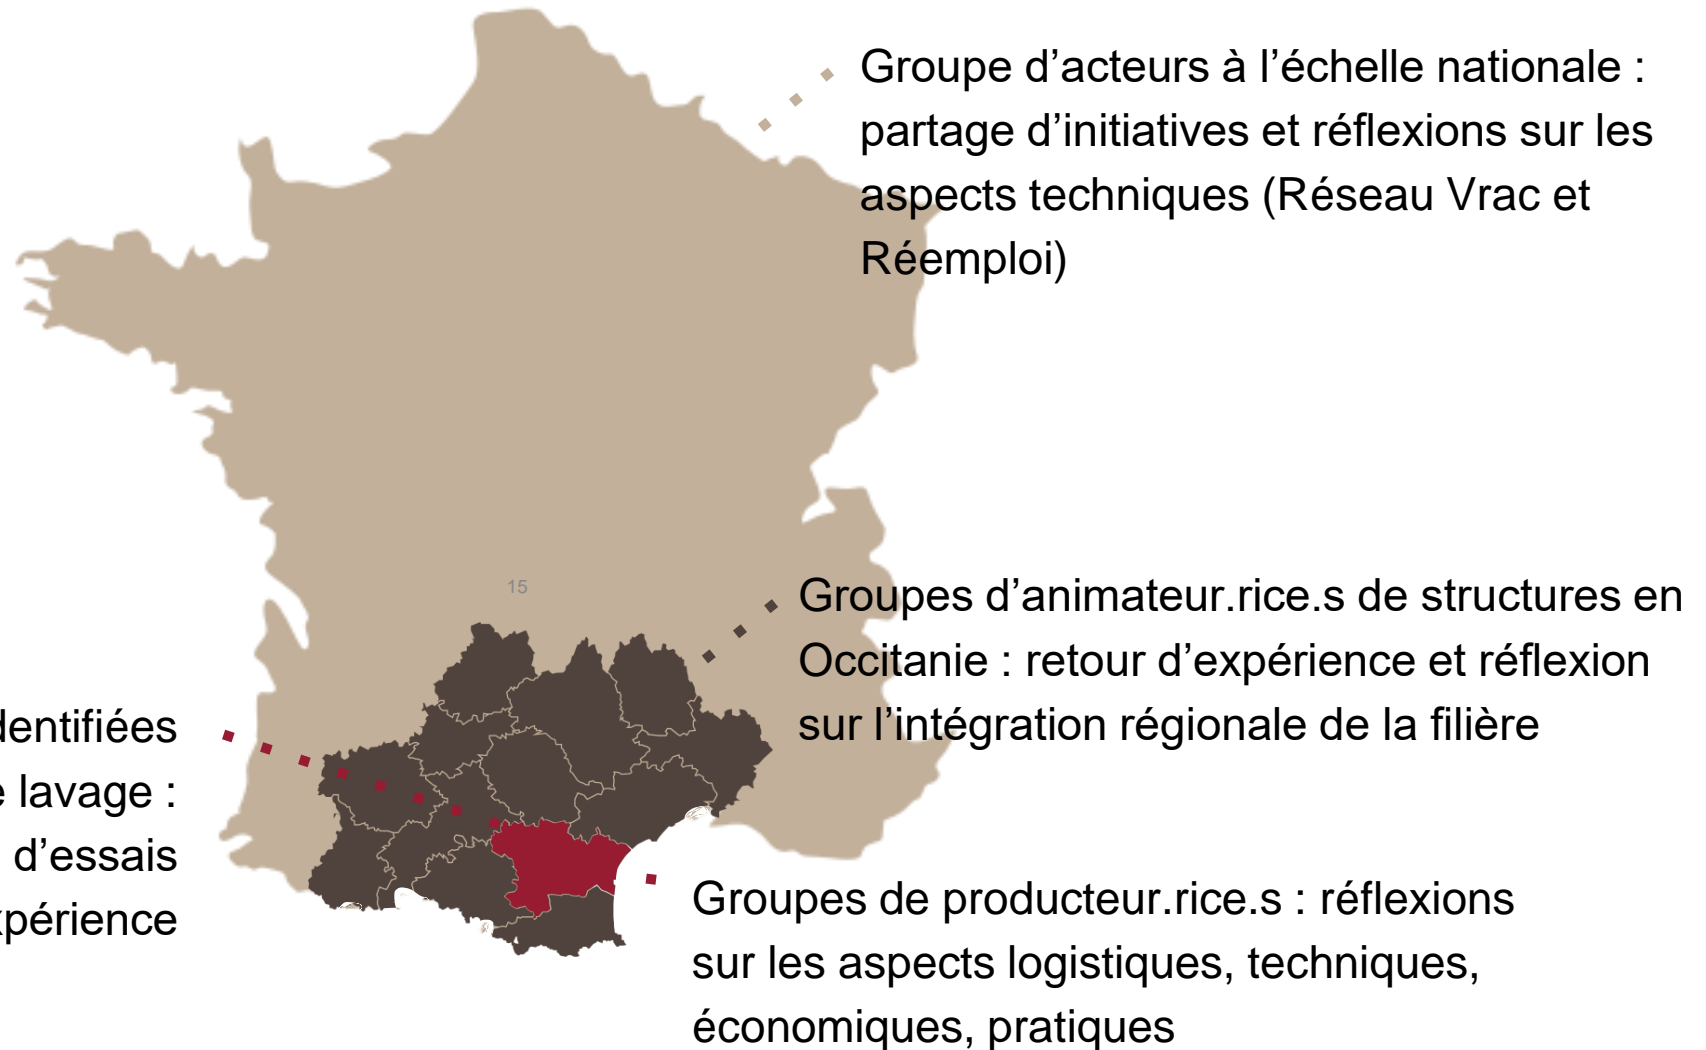 Groupe d’acteurs à l’échelle nationale :
partage d’initiatives et réflexions sur les
aspects techniques (Réseau Vrac et
Réemploi)
15
Groupes d’animateur.rice.s de structures en
Occitanie : retour d’expérience et réflexion
sur l’intégration régionale de la filière
dentifiées
lavage :
d’essais
périence
Groupes de producteur.rice.s : réflexions
sur les aspects logistiques, techniques,
économiques, pratiques